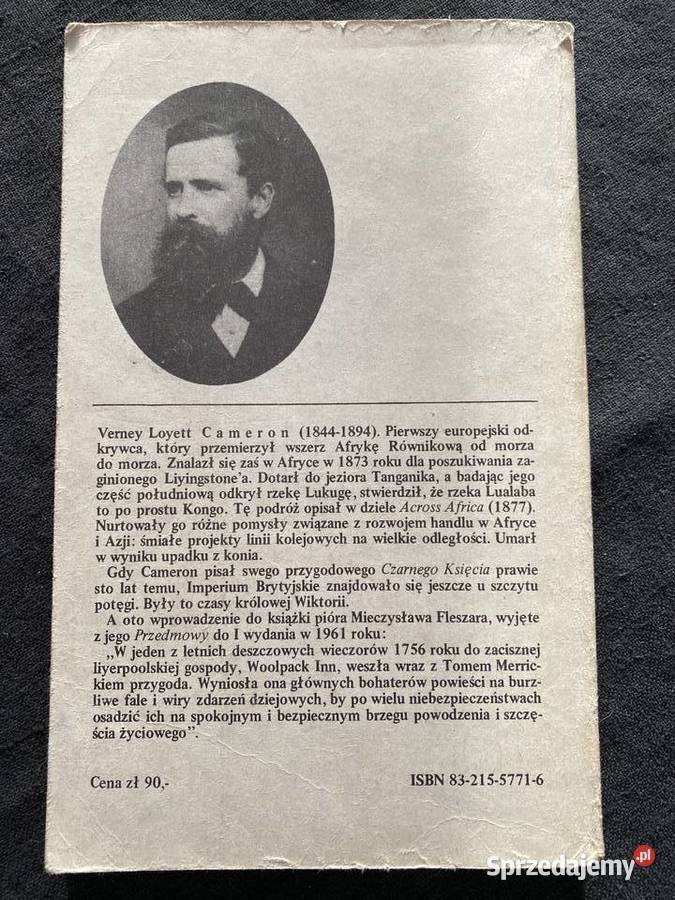 Verney Loyett Cameron (1844-1894). Pierwszy europejski od-
krywca, który przemierzył wszerz Afrykę Równikową od morza
do morza. Znalazł się zaś w Afryce w 1873 roku dla poszukiwania za-
ginionego Liyingstone'a. Dotarł do jeziora Tanganika, a badając jego
część południową odkrył rzekę Lukugę, stwierdził, że rzeka Lualaba
to po prostu Kongo. Tę podróż opisał w dziele Across Africa (1877).
Nurtowały go różne pomysły związane z rozwojem handlu w Afryce
i Azji: śmiałe projekty linii kolejowych na wielkie odległości. Umarł
w wyniku upadku z konia.
Gdy Cameron pisał swego przygodowego Czarnego Księcia prawie
sto lat temu, Imperium Brytyjskie znajdowało się jeszcze u szczytu
potęgi. Były to czasy królowej Wiktorii.
A oto wprowadzenie do książki pióra Mieczysława Fleszara, wyjęte
z jego Przedmowy do I wydania w 1961 roku:
„W jeden z letnich deszczowych wieczorów 1756 roku do zacisznej
liyerpoolskiej gospody, Woolpack Inn, weszła wraz z Tomem Merric-
kiem przygoda. Wyniosła ona głównych bohaterów powieści na burz-
liwe fale i wiry zdarzeń dziejowych, by po wielu niebezpieczeństwach
osadzić ich na spokojnym i bezpiecznym brzegu powodzenia i szczę-
ścia życiowego”.
Cena zł 90,-
ISBN 83-215-5771-6
Sprzedajemy.pl